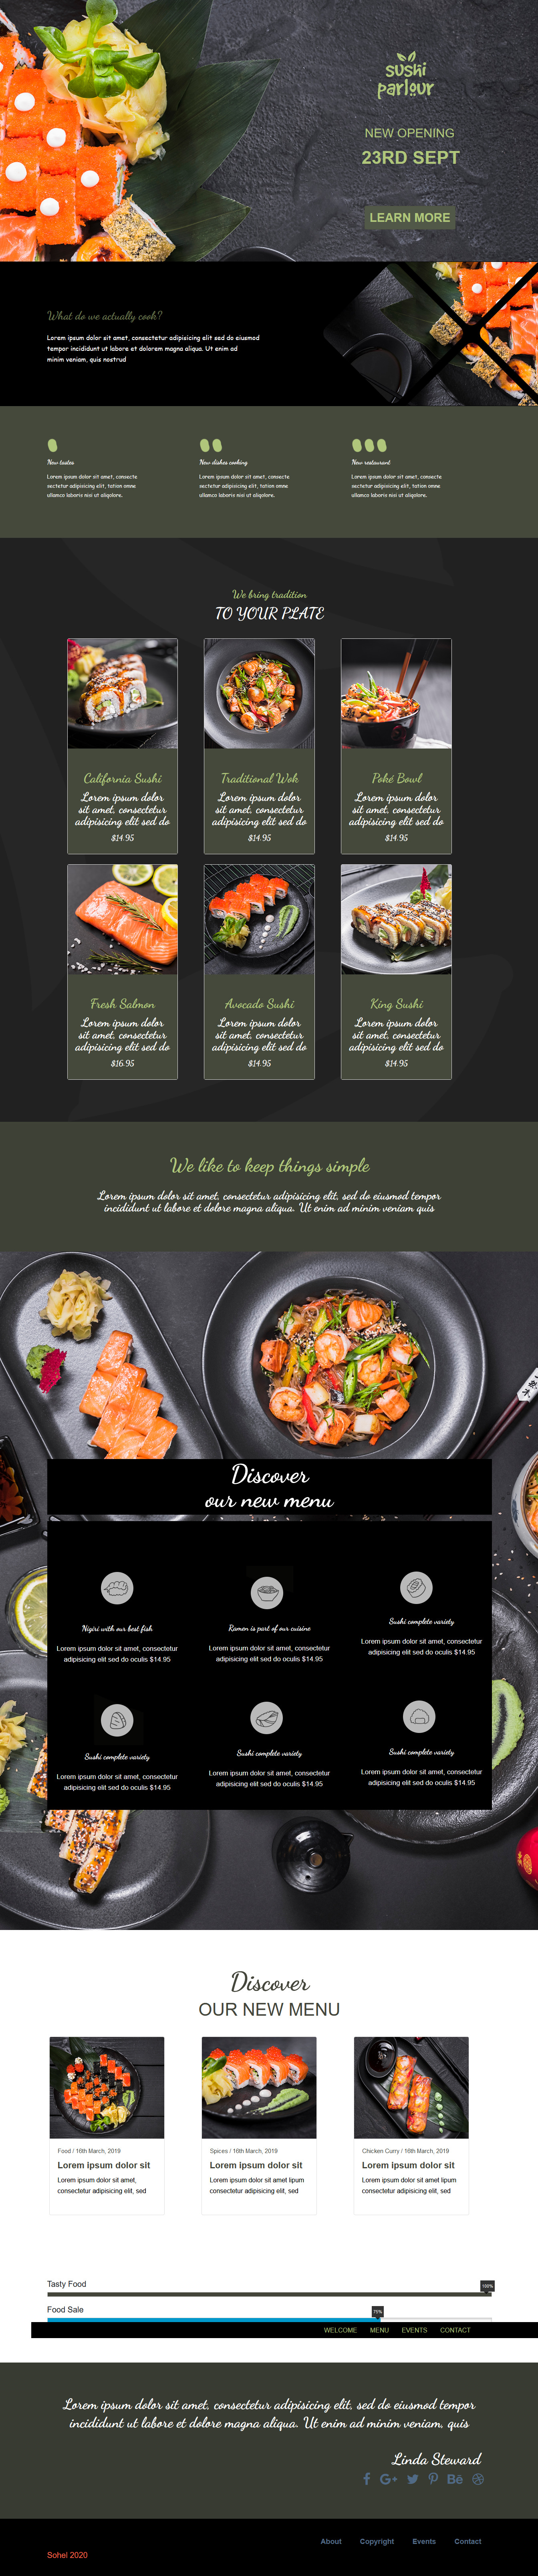 sushi
parlour
NEW OPENING
23RD SEPT
LEARN MORE
What do we actually cook?
Lorem ipsum dolor sit amet, consectetur adipisicing elit sed do eiusmod
tempor incididunt ut labore et dolorem magna aliqua. Ut enim ad
minim veniam, quis nostrud
New tastes
Lorem ipsum dolor sit amet, consecte
sectetur adipisicing elit, tation omne
ullamco laboris nisi ut aliqolore.
New dishes cooking
Lorem ipsum dolor sit amet, consecte
sectetur adipisicing elit, tation omne
ullamco laboris nisi ut aliqolore.
New restaurant
Lorem ipsum dolor sit amet, consecte
sectetur adipisicing elit, tation omne
ullamco laboris nisi ut aliqolore.
We bring tradition
TO YOUR PLATE
California Sushi
Lorem ipsum dolor
sit amet, consectetur
adipisicing elit sed do
$14.95
Traditional Wok
Lorem ipsum dolor
sit amet, consectetur
adipisicing elit sed do
$14.95
Poké Bowl
Lorem ipsum dolor
sit amet, consectetur
adipisicing elit sed do
$14.95
Fresh Salmon
Lorem ipsum dolor
sit amet, consectetur
adipisicing elit sed do
$16.95
Avocado Sushi
Lorem ipsum dolor
sit amet, consectetur
adipisicing elit sed do
$14.95
King Sushi
Lorem ipsum dolor
sit amet, consectetur
adipisicing elit sed do
$14.95
We like to keep things simple
Lorem ipsum dolor sit amet, consectetur adipisicing elit, sed do eiusmod tempor
incididunt ut labore et dolore magna aliqua. Ut enim ad minim veniam quis
Discover
our new menu
Nigiri with our best fish
Lorem ipsum dolor sit amet, consectetur
adipisicing elit sed do oculis $14.95
Ramen is part of our cuisine
Lorem ipsum dolor sit amet, consectetur
adipisicing elit sed do oculis $14.95
Sushi complete variety
Lorem ipsum dolor sit amet, consectetur
adipisicing elit sed do oculis $14.95
Sushi complete variety
Lorem ipsum dolor sit amet, consectetur
adipisicing elit sed do oculis $14.95
Sushi complete variety
Lorem ipsum dolor sit amet, consectetur
adipisicing elit sed do oculis $14.95
Sushi complete variety
Lorem ipsum dolor sit amet, consectetur
adipisicing elit sed do oculis $14.95
Discover
OUR NEW MENU
Food / 16th March, 2019
Lorem ipsum dolor sit
Lorem ipsum dolor sit amet,
consectetur adipisicing elit, sed
Spices / 16th March, 2019
Lorem ipsum dolor sit
Lorem ipsum dolor sit amet lipum
consectetur adipisicing elit, sed
Chicken Curry / 16th March, 2019
Lorem ipsum dolor sit
Lorem ipsum dolor sit amet lipsum
consectetur adipisicing elit, sed
Tasty Food
100%
Food Sale
75%
WELCOME MENU EVENTS CONTACT
Lorem ipsum dolor sit amet, consectetur adipisicing elit, sed do eiusmod tempor
incididunt ut labore et dolore magna aliqua. Ut enim ad minim veniam, quis
Linda Steward
About Copyright Events Contact
Sohel 2020